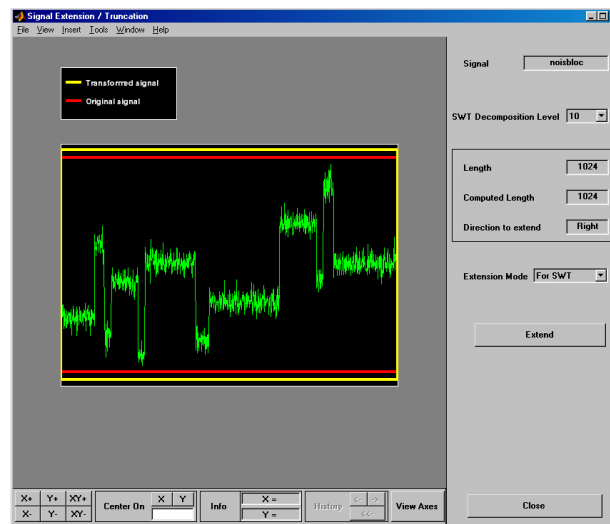 Signal Extension / Truncation
File View Insert Tools Window Help
Transformed signal
Original signal
Signal noisbloc
SWT Decomposition Level 10
Length 1024
Computed Length 1024
Direction to extend Right
Extension Mode For SWT
Extend
X+ Y+ XY+
X- Y- XY-
Center On X Y
Info X =
Y =
History <- ->
<<-
View Axes
Close